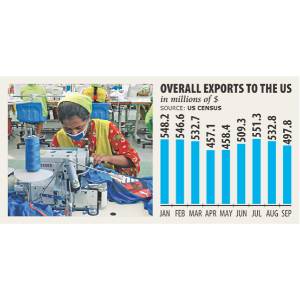 OVERALL EXPORTS TO THE US
in millions of $
SOURCE: US CENSUS
548.2 546.6 532.7 457.1 458.4 509.3 551.3 532.8 497.8
JAN FEB MAR APR MAY JUN JUL AUG SEP